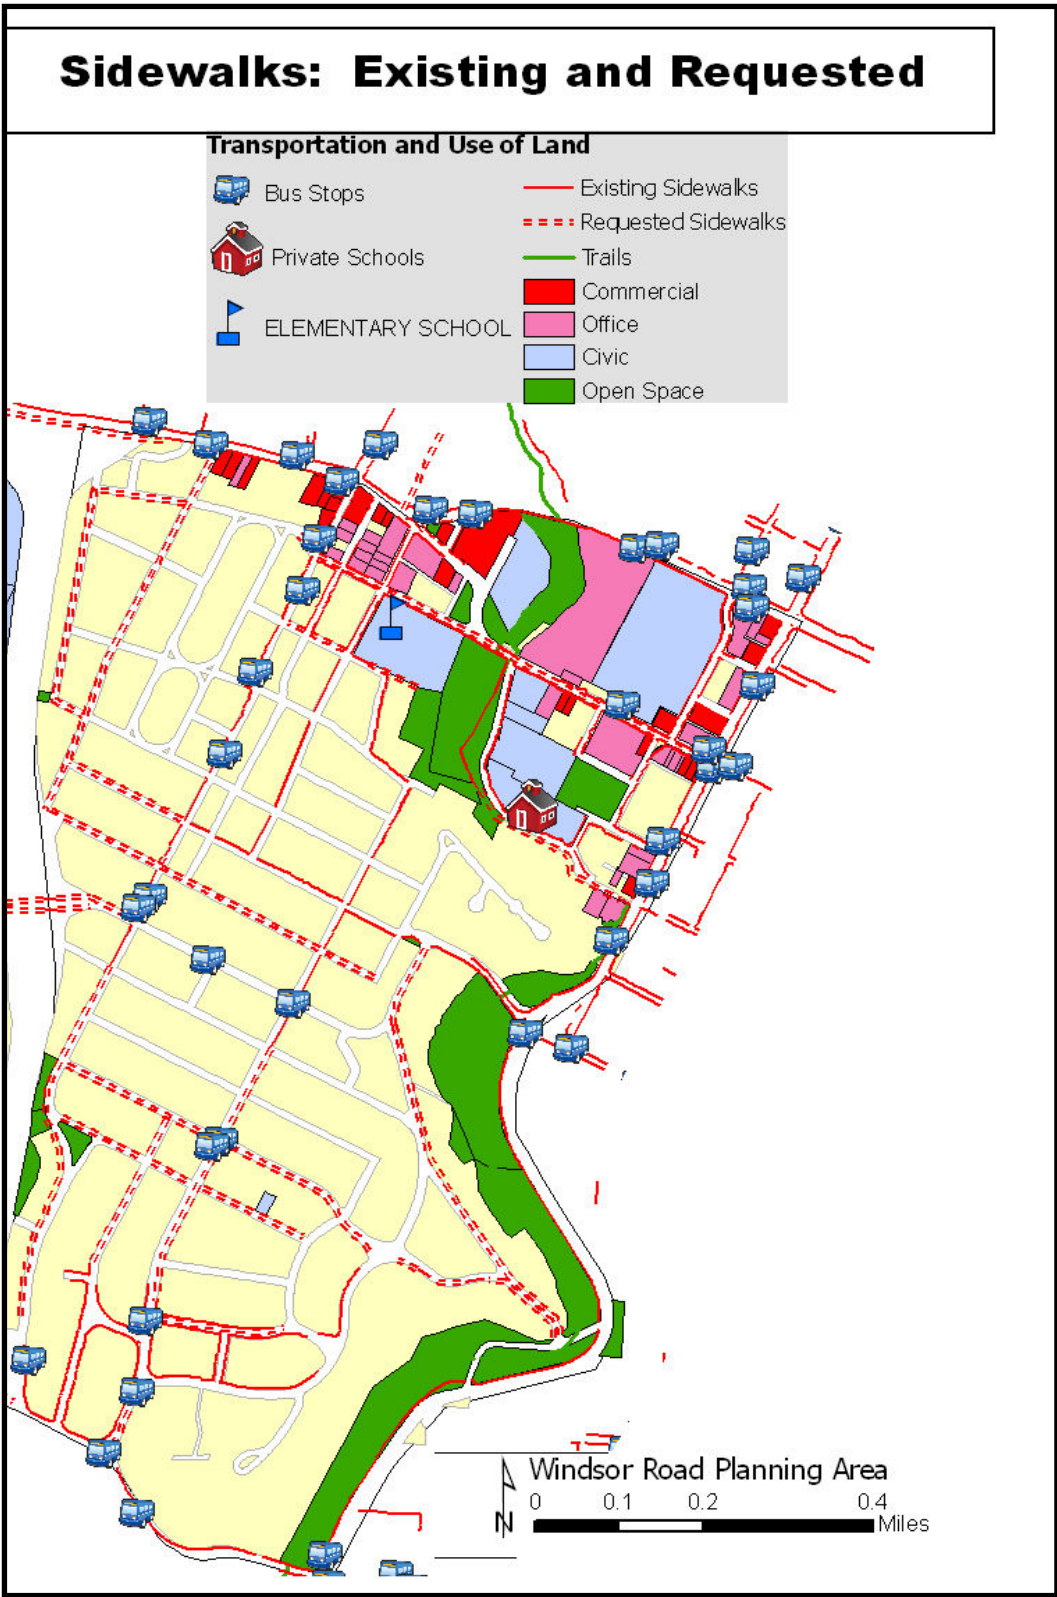 Sidewalks: Existing and Requested
Transportation and Use of Land
Bus Stops
Private Schools
ELEMENTARY SCHOOL
Existing Sidewalks
Requested Sidewalks
Trails
Commercial
Office
Civic
Open Space
Windsor Road Planning Area
0 0.1 0.2 0.4
Miles
N